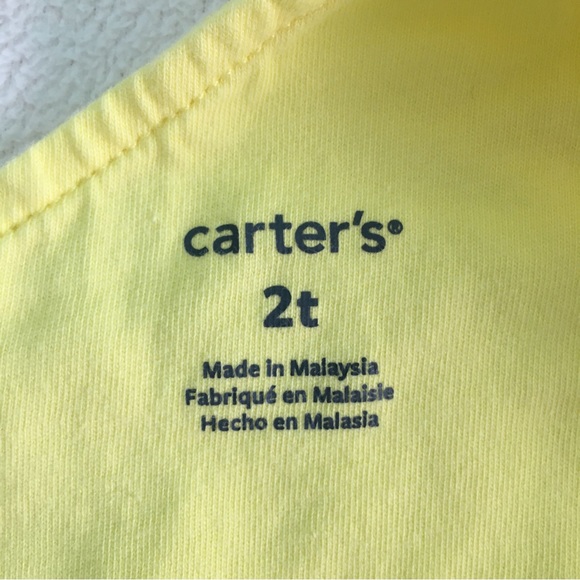 carter's®
2t
Made in Malaysia
Fabriqué en Malaisie
Hecho en Malasia